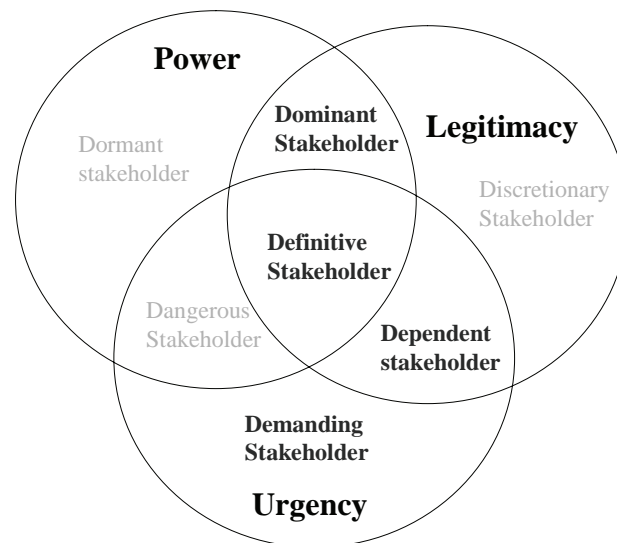 Power
Dominant
Stakeholder
Legitimacy
Dormant
stakeholder
Discretionary
Stakeholder
Definitive
Stakeholder
Dangerous
Stakeholder
Dependent
stakeholder
Demanding
Stakeholder
Urgency